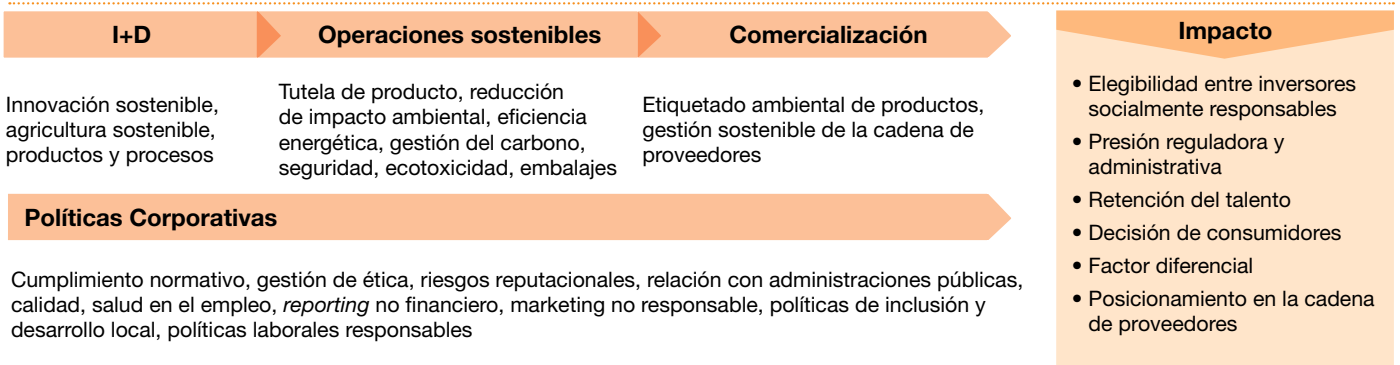 I+D
Operaciones sostenibles
Comercialización
Innovación sostenible,
agricultura sostenible,
productos y procesos
Tutela de producto, reducción
de impacto ambiental, eficiencia
energética, gestión del carbono,
seguridad, ecotoxicidad, embalajes
Etiquetado ambiental de productos,
gestión sostenible de la cadena de
proveedores
Políticas Corporativas
Cumplimiento normativo, gestión de ética, riesgos reputacionales, relación con administraciones públicas,
calidad, salud en el empleo, reporting no financiero, marketing no responsable, políticas de inclusión y
desarrollo local, políticas laborales responsables
Impacto
• Elegibilidad entre inversores
socialmente responsables
• Presión reguladora y
administrativa
• Retención del talento
• Decisión de consumidores
• Factor diferencial
• Posicionamiento en la cadena
de proveedores